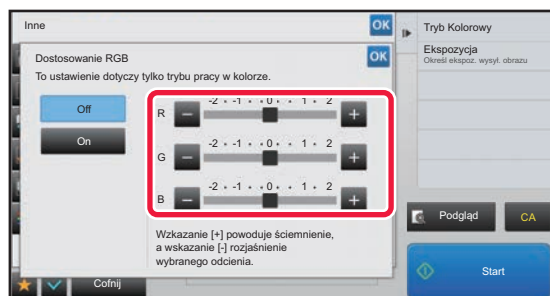 Inne
OK
Dostosowanie RGB
OK
To ustawienie dotyczy tylko trybu pracy w kolorze.
Off
On
-2 -1 0 1 2
R
-2 -1 0 1 2
G
-2 -1 0 1 2
B
Wzkazanie [+] powoduje ściemnienie,
a wskazanie [-] rozjaśnienie
wybranego odcienia.
Cofnij
Tryb Kolorowy
Ekspozycja
Określ ekspoz. wysył. obrazu
Podgląd
CA
Start